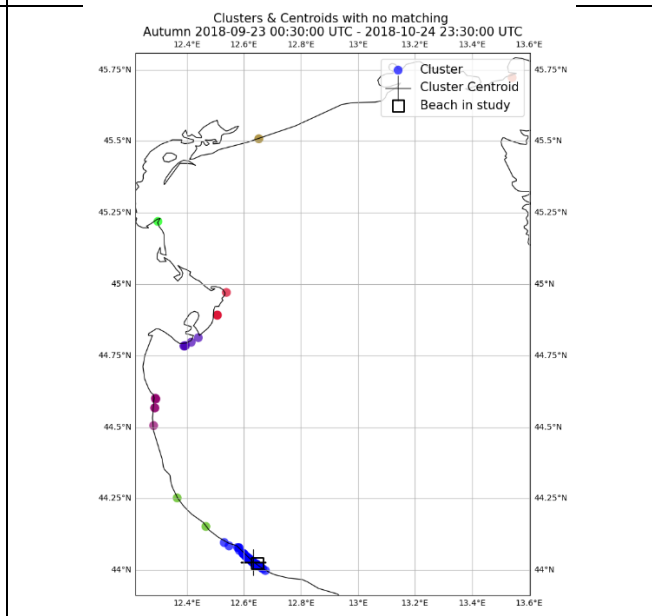 Clusters & Centroids with no matching
Autumn 2018-09-23 00:30:00 UTC - 2018-10-24 23:30:00 UTC
12.4°E 12.6°E 12.8°E 13°E 13.2°E 13.4°E 13.6°E
Cluster
Cluster Centroid
Beach in study
45.75°N 45.75°N
45.5°N 45.5°N
45.25°N 45.25°N
45°N 45°N
44.75°N 44.75°N
44.5°N 44.5°N
44.25°N 44.25°N
44°N 44°N
12.4°E 12.6°E 12.8°E 13°E 13.2°E 13.4°E 13.6°E